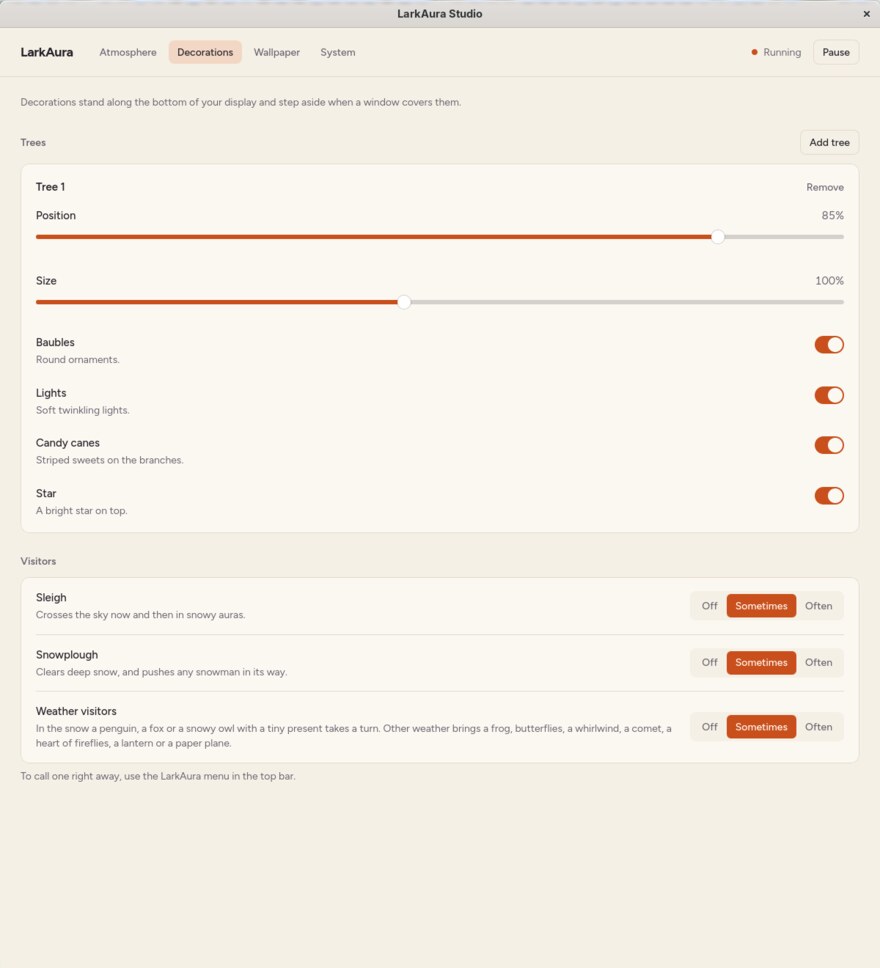 LarkAura Studio
LarkAura Atmosphere Decorations Wallpaper System Running Pause
Decorations stand along the bottom of your display and step aside when a window covers them.
Trees Add tree
Tree 1 Remove
Position 85%
Size 100%
Baubles
Round ornaments.
Lights
Soft twinkling lights.
Candy canes
Striped sweets on the branches.
Star
A bright star on top.
Visitors
Sleigh
Crosses the sky now and then in snowy auras.
Off Sometimes Often
Snowplough
Clears deep snow, and pushes any snowman in its way.
Off Sometimes Often
Weather visitors
In the snow a penguin, a fox or a snowy owl with a tiny present takes a turn. Other weather brings a frog, butterflies, a whirlwind, a comet, a
heart of fireflies, a lantern or a paper plane.
Off Sometimes Often
To call one right away, use the LarkAura menu in the top bar.